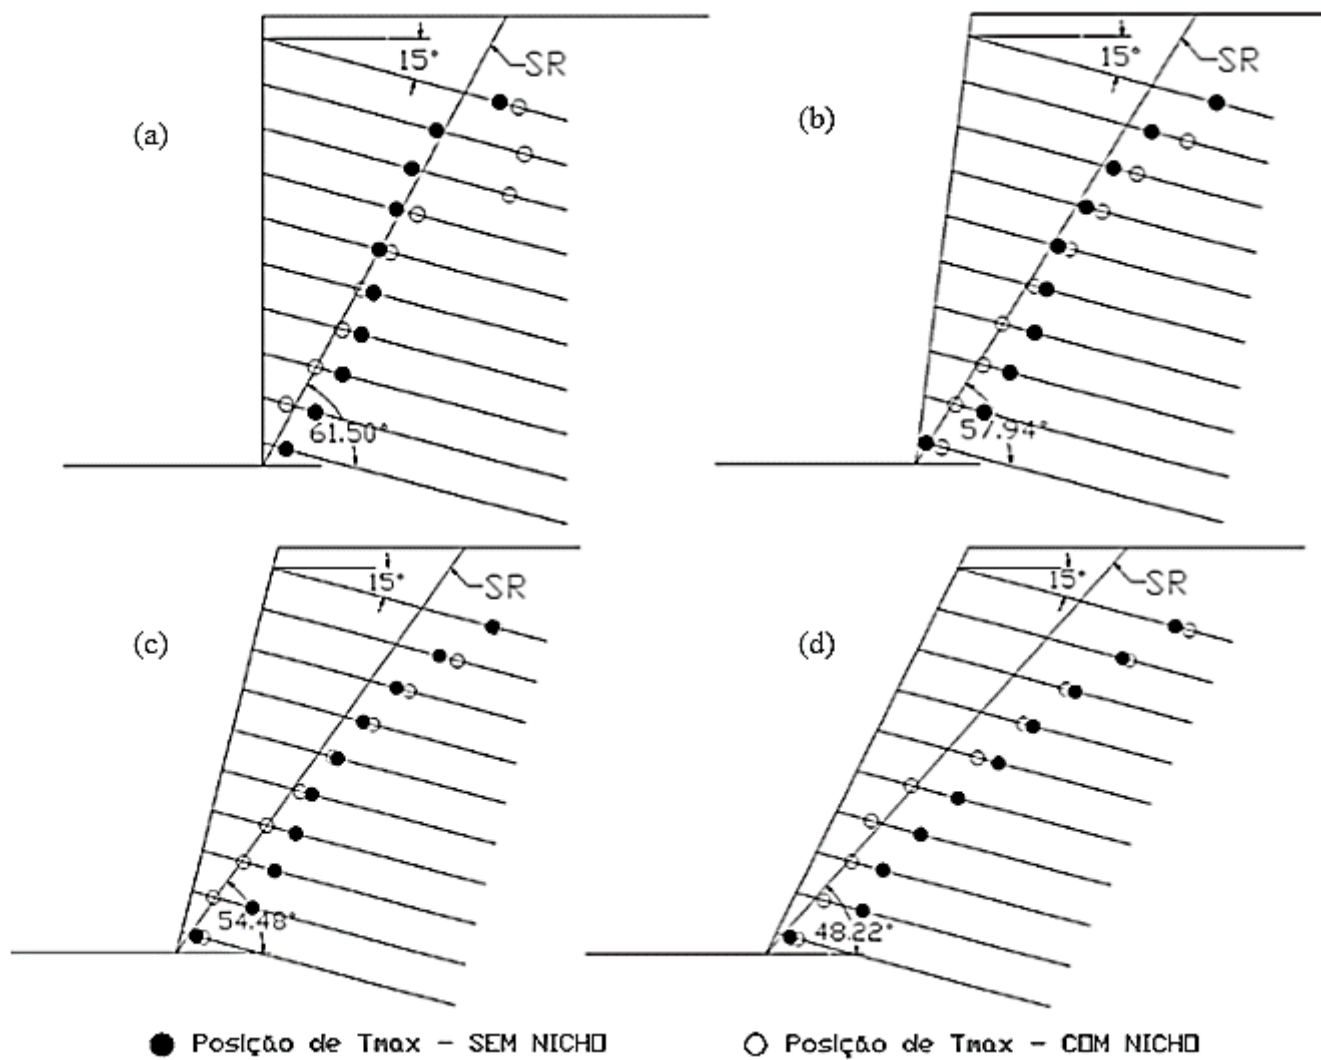 15°
SR
(a)
61.50°
15°
SR
(b)
57.94°
15°
SR
(c)
54.48°
15°
SR
(d)
48.22°
Posição de Tmax - SEM NICHO
Posição de Tmax - COM NICHO